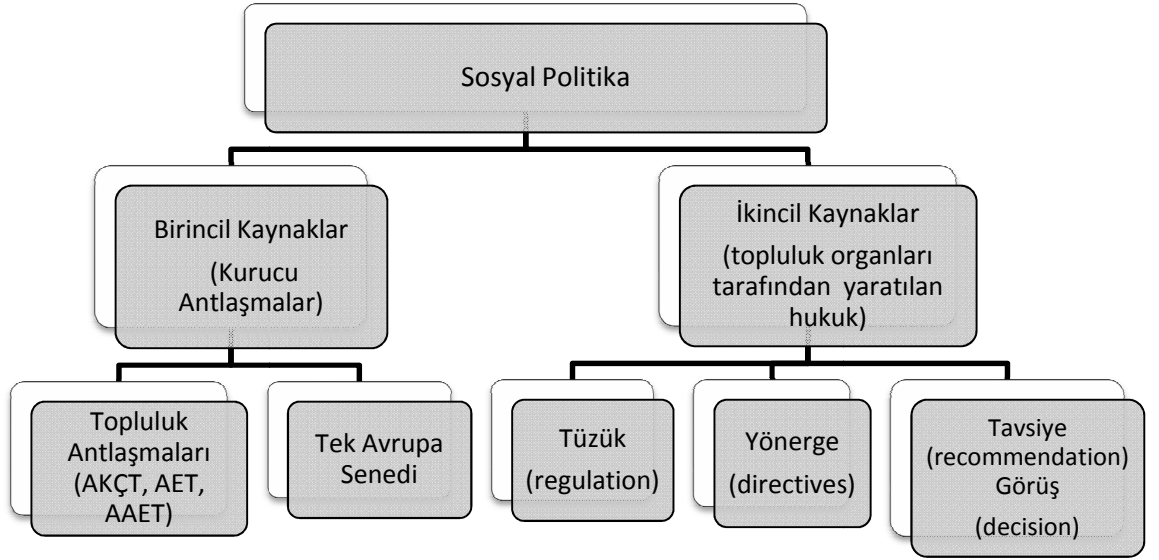 Sosyal Politika
Birincil Kaynaklar
(Kurucu
Antlaşmalar)
İkincil Kaynaklar
(topluluk organları
tarafından yaratılan
hukuk)
Topluluk
Antlaşmaları
(AKÇT, AET,
AAET)
Tek Avrupa
Senedi
Tüzük
(regulation)
Yönerge
(directives)
Tavsiye
(recommendation)
Görüş
(decision)